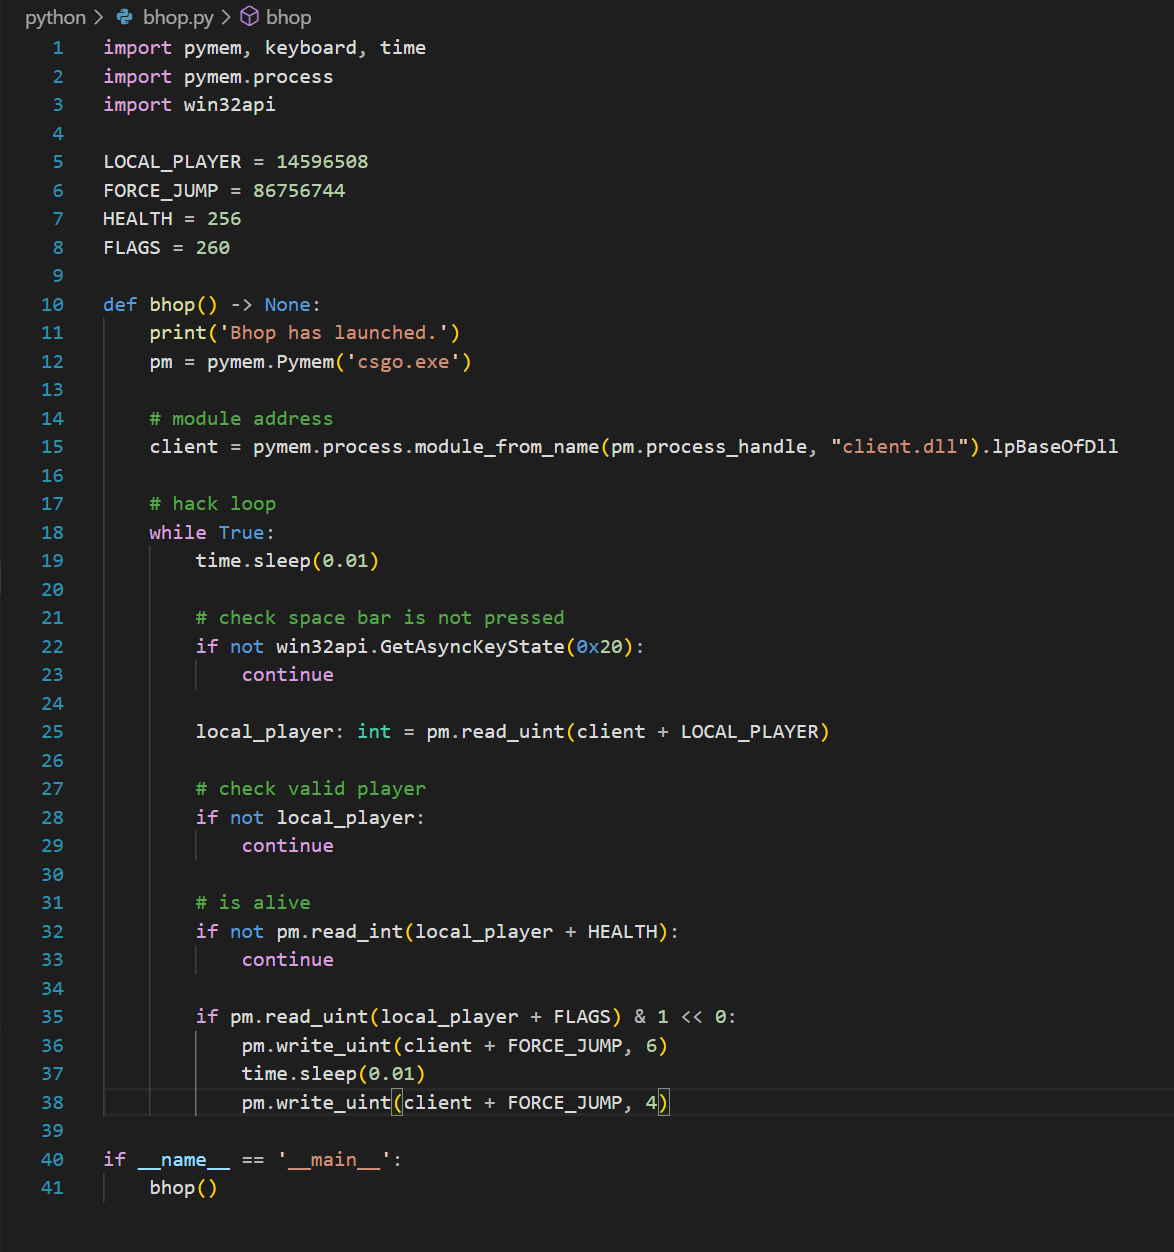 python > bhop.py > bhop
1 import pymem, keyboard, time
2 import pymem.process
3 import win32api
4
5 LOCAL_PLAYER = 14596508
6 FORCE_JUMP = 86756744
7 HEALTH = 256
8 FLAGS = 260
9
10 def bhop() -> None:
11     print('Bhop has launched.')
12     pm = pymem.Pymem('csgo.exe')
13
14     # module address
15     client = pymem.process.module_from_name(pm.process_handle, "client.dll").lpBaseOfDll
16
17     # hack loop
18     while True:
19         time.sleep(0.01)
20
21         # check space bar is not pressed
22         if not win32api.GetAsyncKeyState(0x20):
23             continue
24
25         local_player: int = pm.read_uint(client + LOCAL_PLAYER)
26
27         # check valid player
28         if not local_player:
29             continue
30
31         # is alive
32         if not pm.read_int(local_player + HEALTH):
33             continue
34
35         if pm.read_uint(local_player + FLAGS) & 1 << 0:
36             pm.write_uint(client + FORCE_JUMP, 6)
37             time.sleep(0.01)
38             pm.write_uint(client + FORCE_JUMP, 4)
39
40 if __name__ == '__main__':
41     bhop()